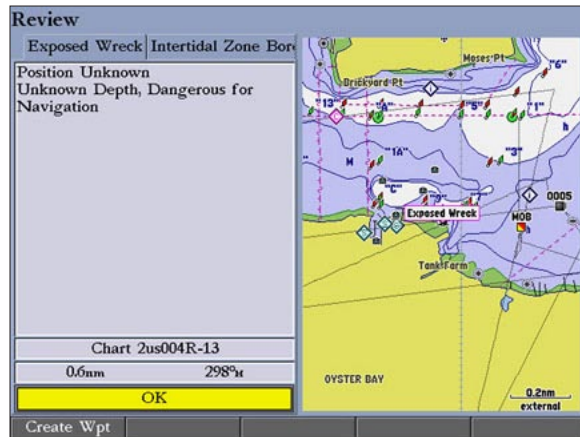 Review
Exposed Wreck
Intertidal Zone Bor
Position Unknown
Unknown Depth, Dangerous for
Navigation
Chart 2us004R-13
0.6nm
298°M
OK
Create Wpt
Moses Pt
"6"
Brickyard Pt
"13"
"A"
"5"
"1"
h
"1A"
"3"
M
"C"
"7"
Exposed Wreck
0005
MOB
Tank Farm
OYSTER BAY
0.2nm
external